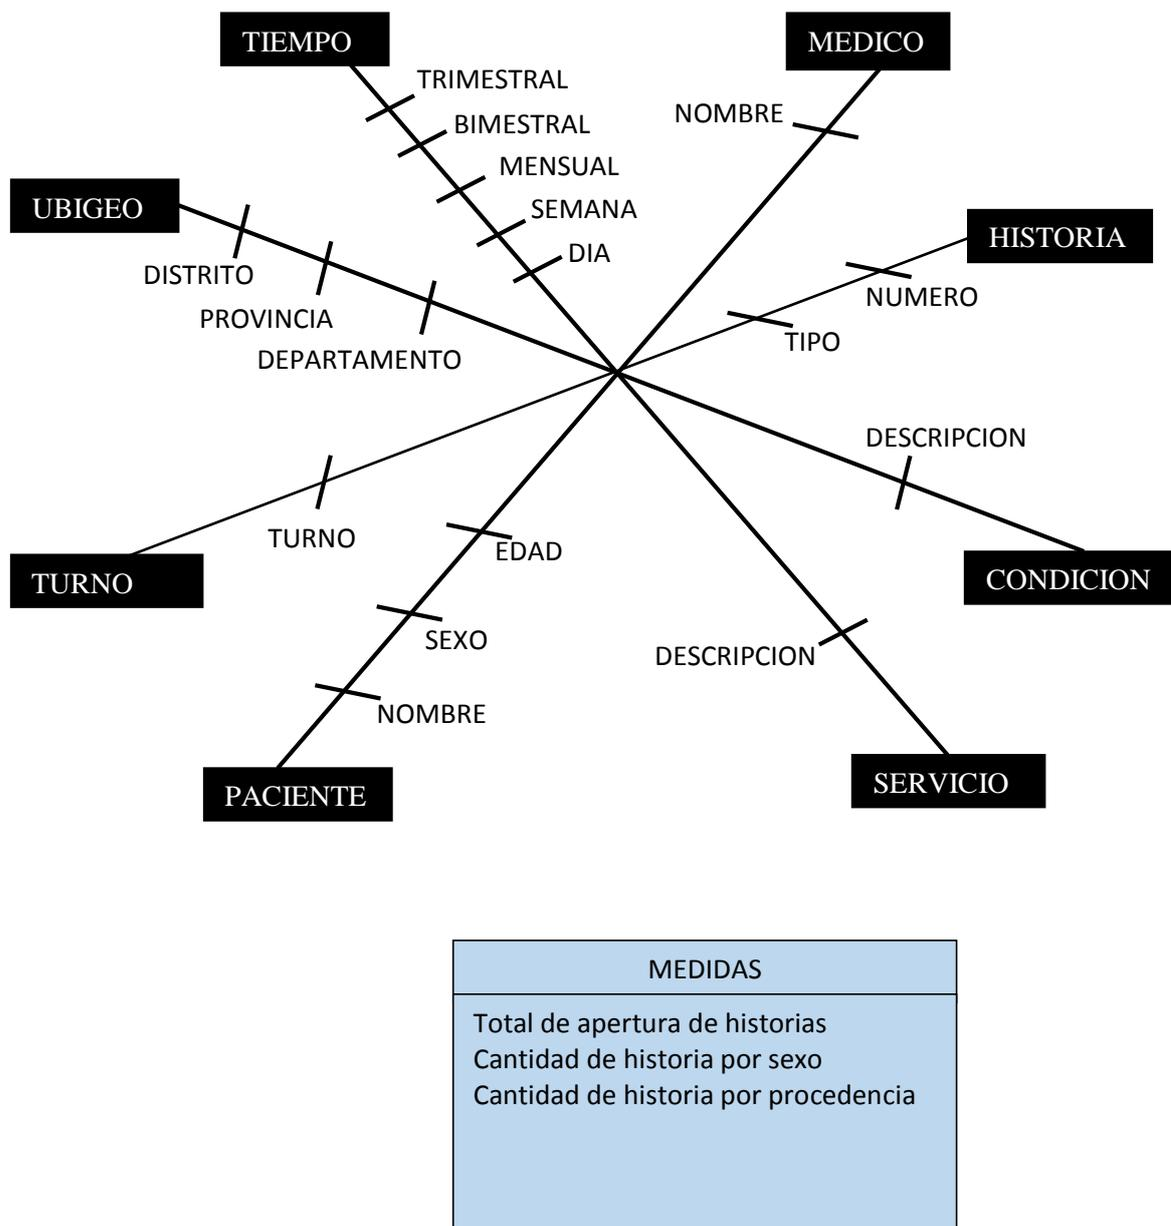 TIEMPO
MEDICO
TRIMESTRAL
NOMBRE
BIMESTRAL
MENSUAL
UBIGEO
SEMANA
HISTORIA
DIA
DISTRITO
NUMERO
PROVINCIA
TIPO
DEPARTAMENTO
DESCRIPCION
TURNO
EDAD
TURNO
CONDICION
SEXO
DESCRIPCION
NOMBRE
PACIENTE
SERVICIO
MEDIDAS
Total de apertura de historias
Cantidad de historia por sexo
Cantidad de historia por procedencia